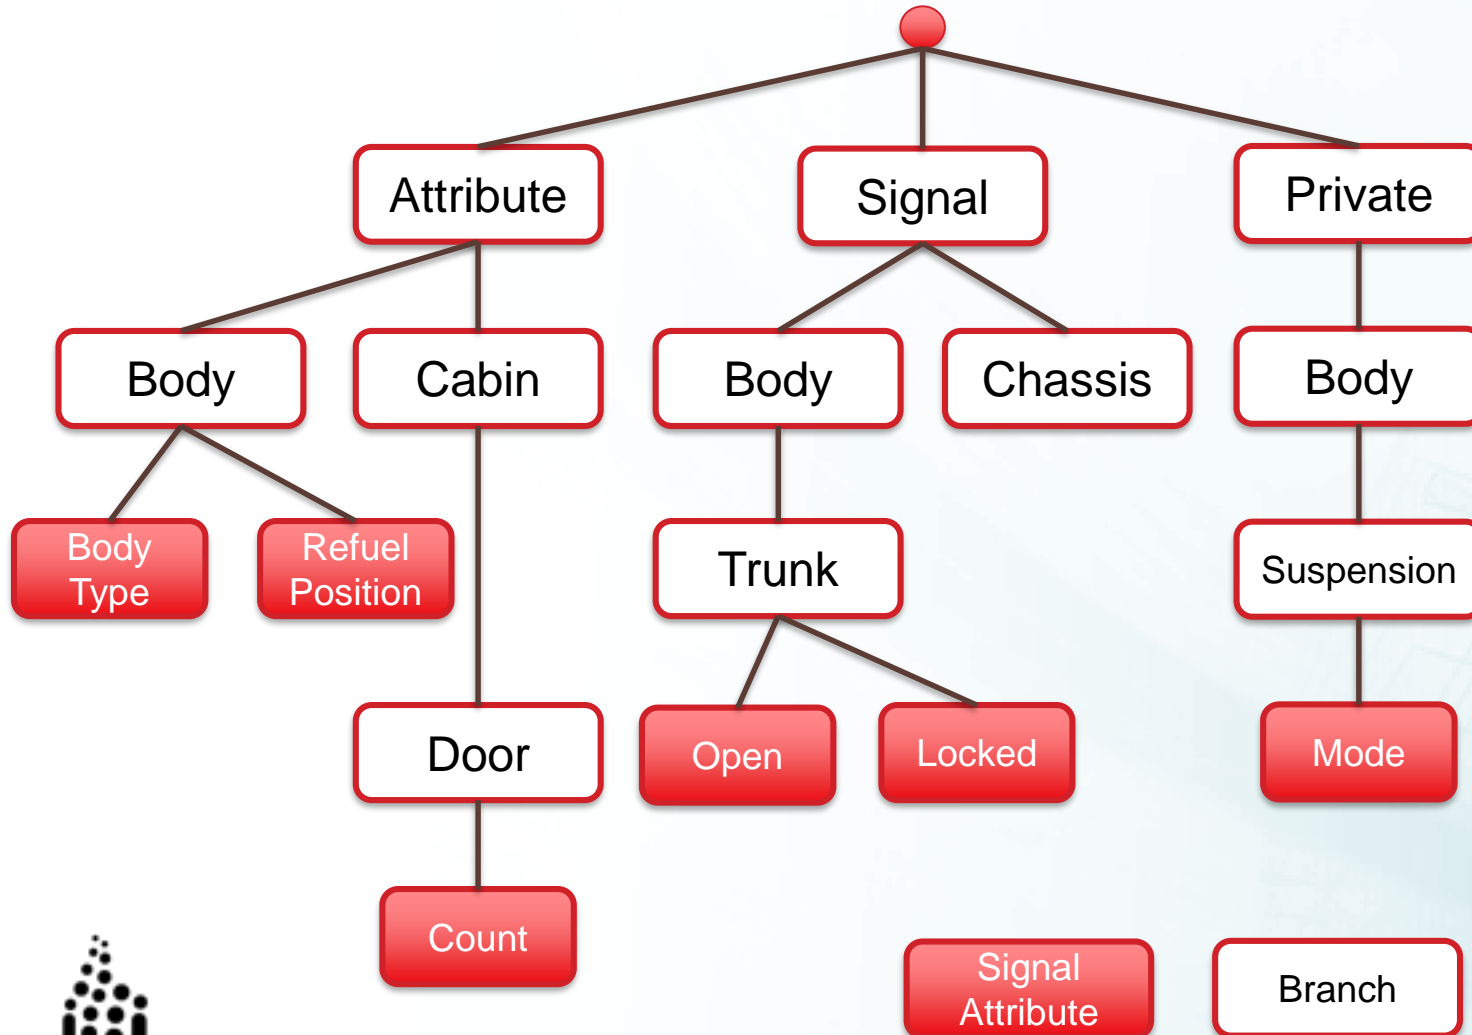 Attribute
Signal
Private
Body
Cabin
Body
Chassis
Body
Body
Type
Refuel
Position
Trunk
Suspension
Door
Open
Locked
Mode
Count
Signal
Attribute
Branch